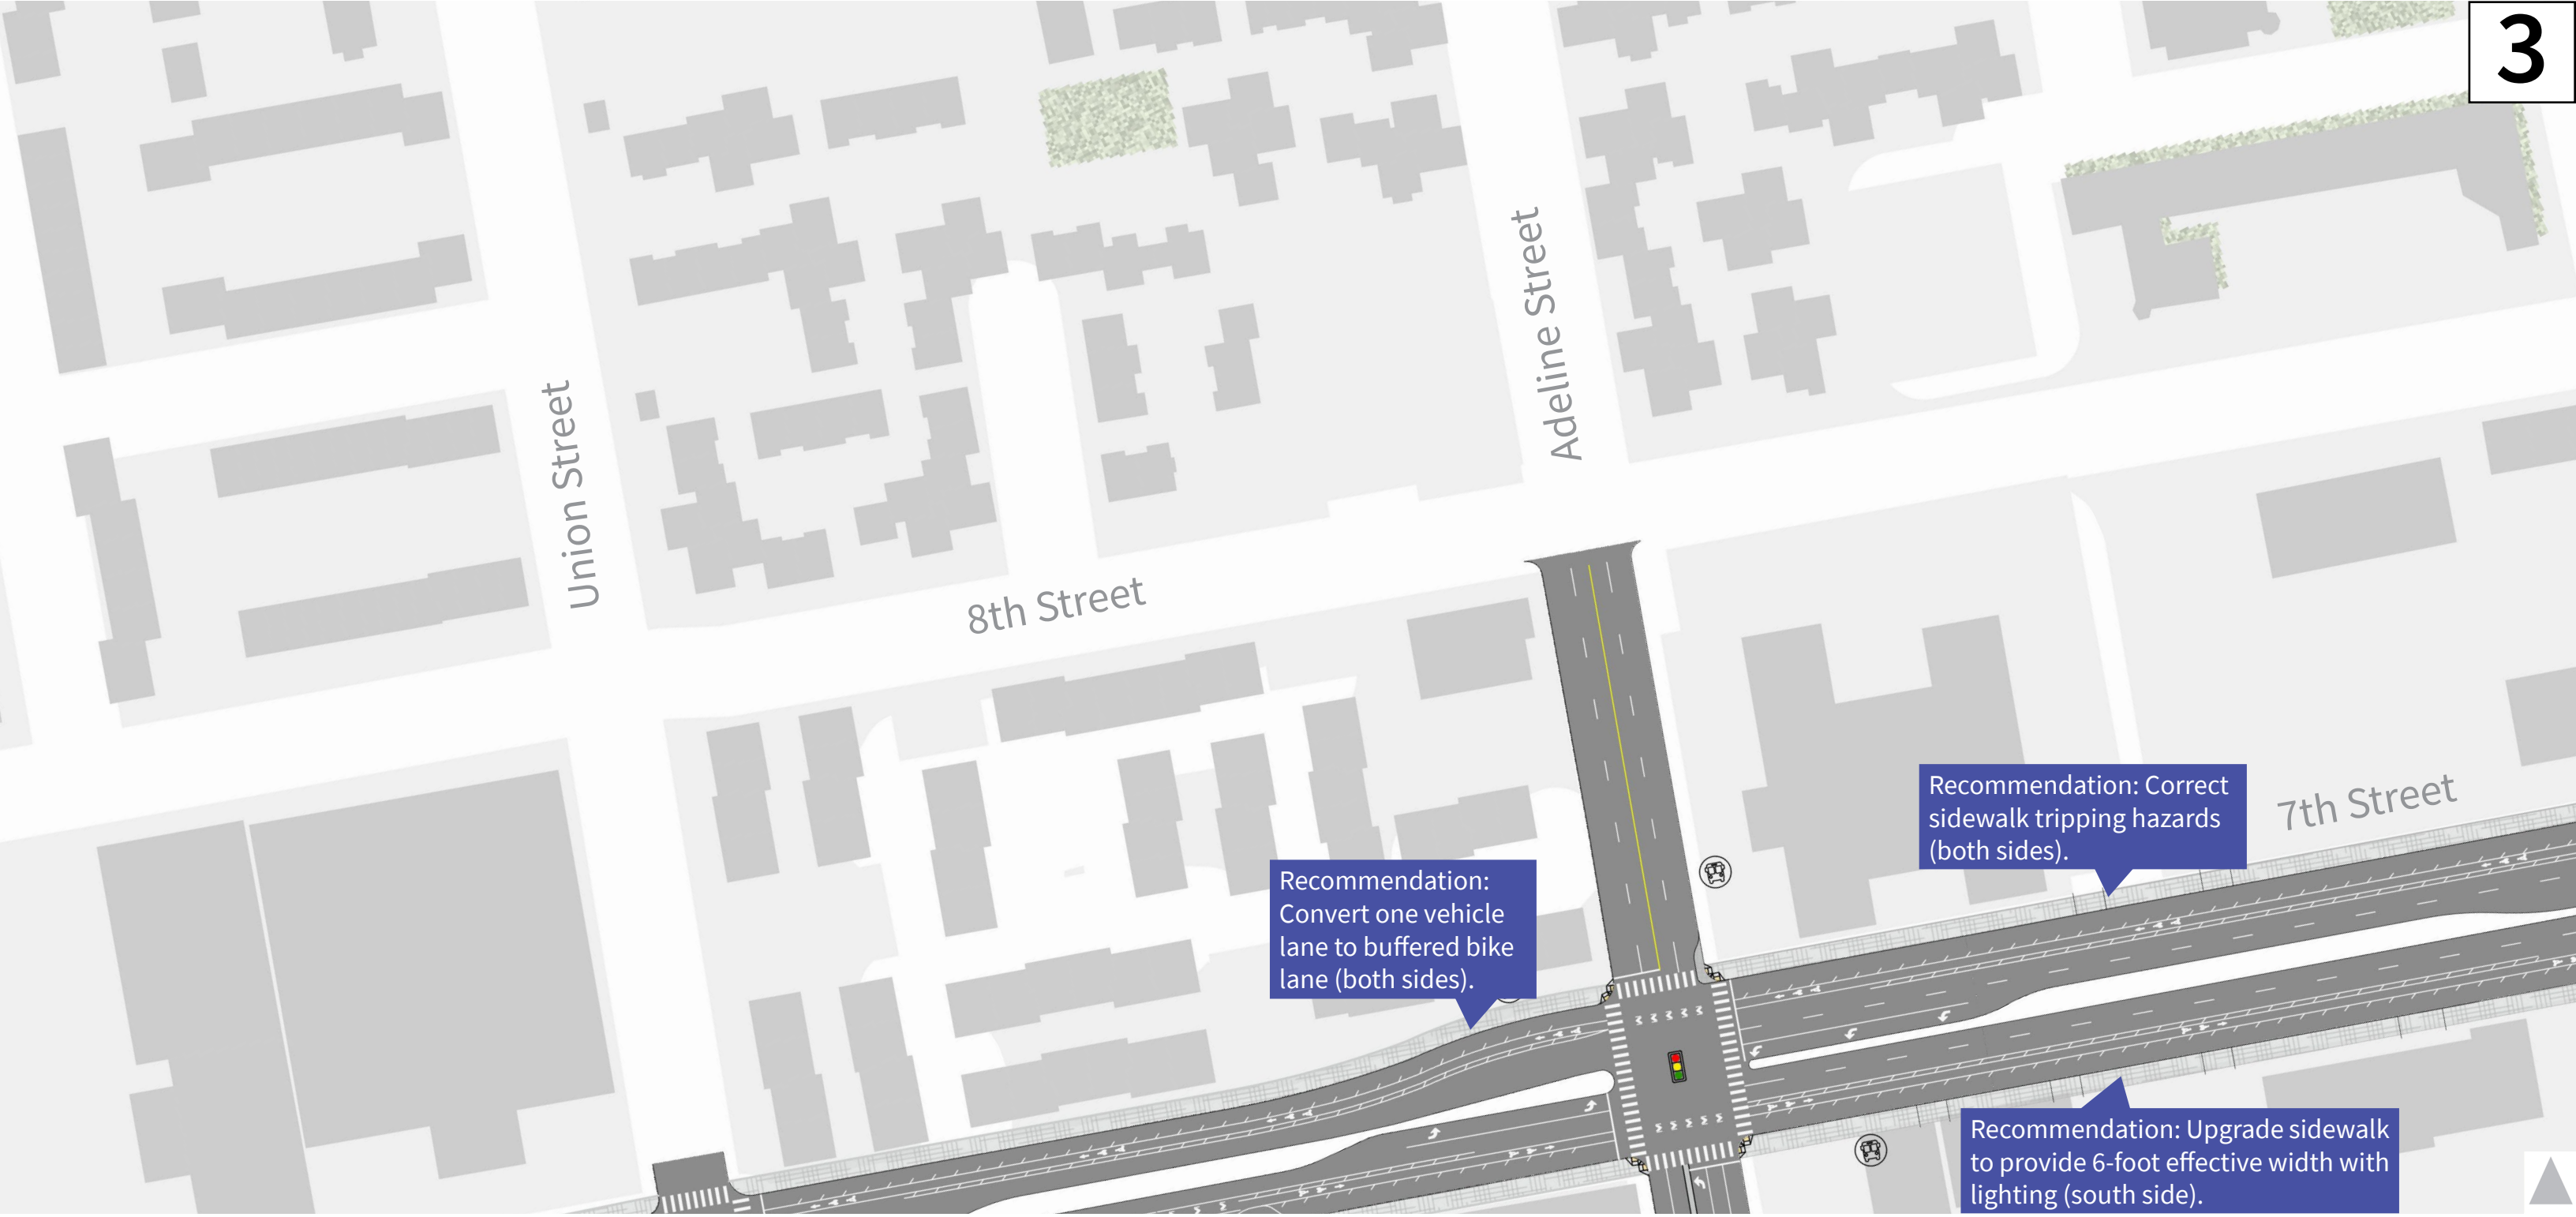 3
Adeline Street
Union Street
8th Street
7th Street
Recommendation: Correct
sidewalk tripping hazards
(both sides).
Recommendation:
Convert one vehicle
lane to buffered bike
lane (both sides).
Recommendation: Upgrade sidewalk
to provide 6-foot effective width with
lighting (south side).